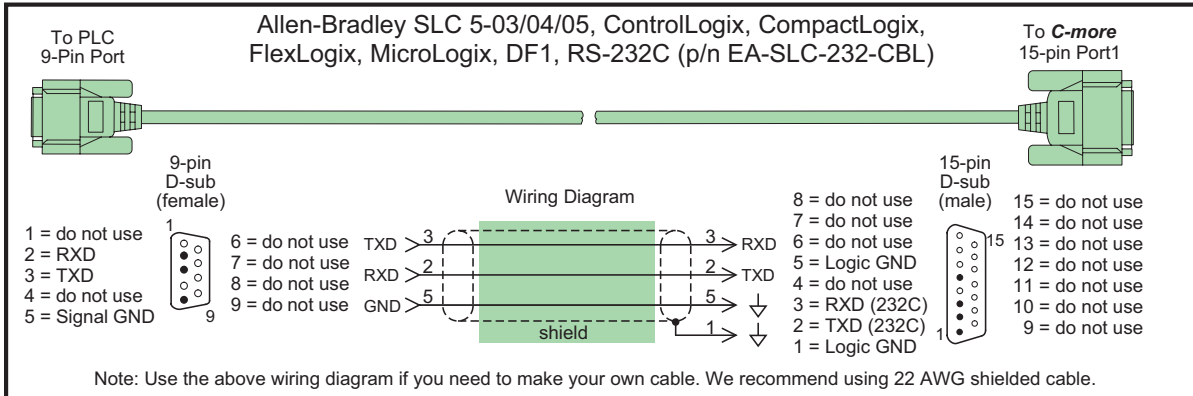 Allen-Bradley SLC 5-03/04/05, ControlLogix, CompactLogix,
FlexLogix, MicroLogix, DF1, RS-232C (p/n EA-SLC-232-CBL)
To PLC
9-Pin Port
To C-more
15-pin Port1
9-pin
D-sub
(female)
1
9
1 = do not use
2 = RXD
3 = TXD
4 = do not use
5 = Signal GND
6 = do not use
7 = do not use
8 = do not use
9 = do not use
Wiring Diagram
TXD 3 3 RXD
RXD 2 2 TXD
GND 5 5
shield 1
8 = do not use
7 = do not use
6 = do not use
5 = Logic GND
4 = do not use
3 = RXD (232C)
2 = TXD (232C)
1 = Logic GND
15-pin
D-sub
(male)
15
1
15 = do not use
14 = do not use
13 = do not use
12 = do not use
11 = do not use
10 = do not use
9 = do not use
Note: Use the above wiring diagram if you need to make your own cable. We recommend using 22 AWG shielded cable.